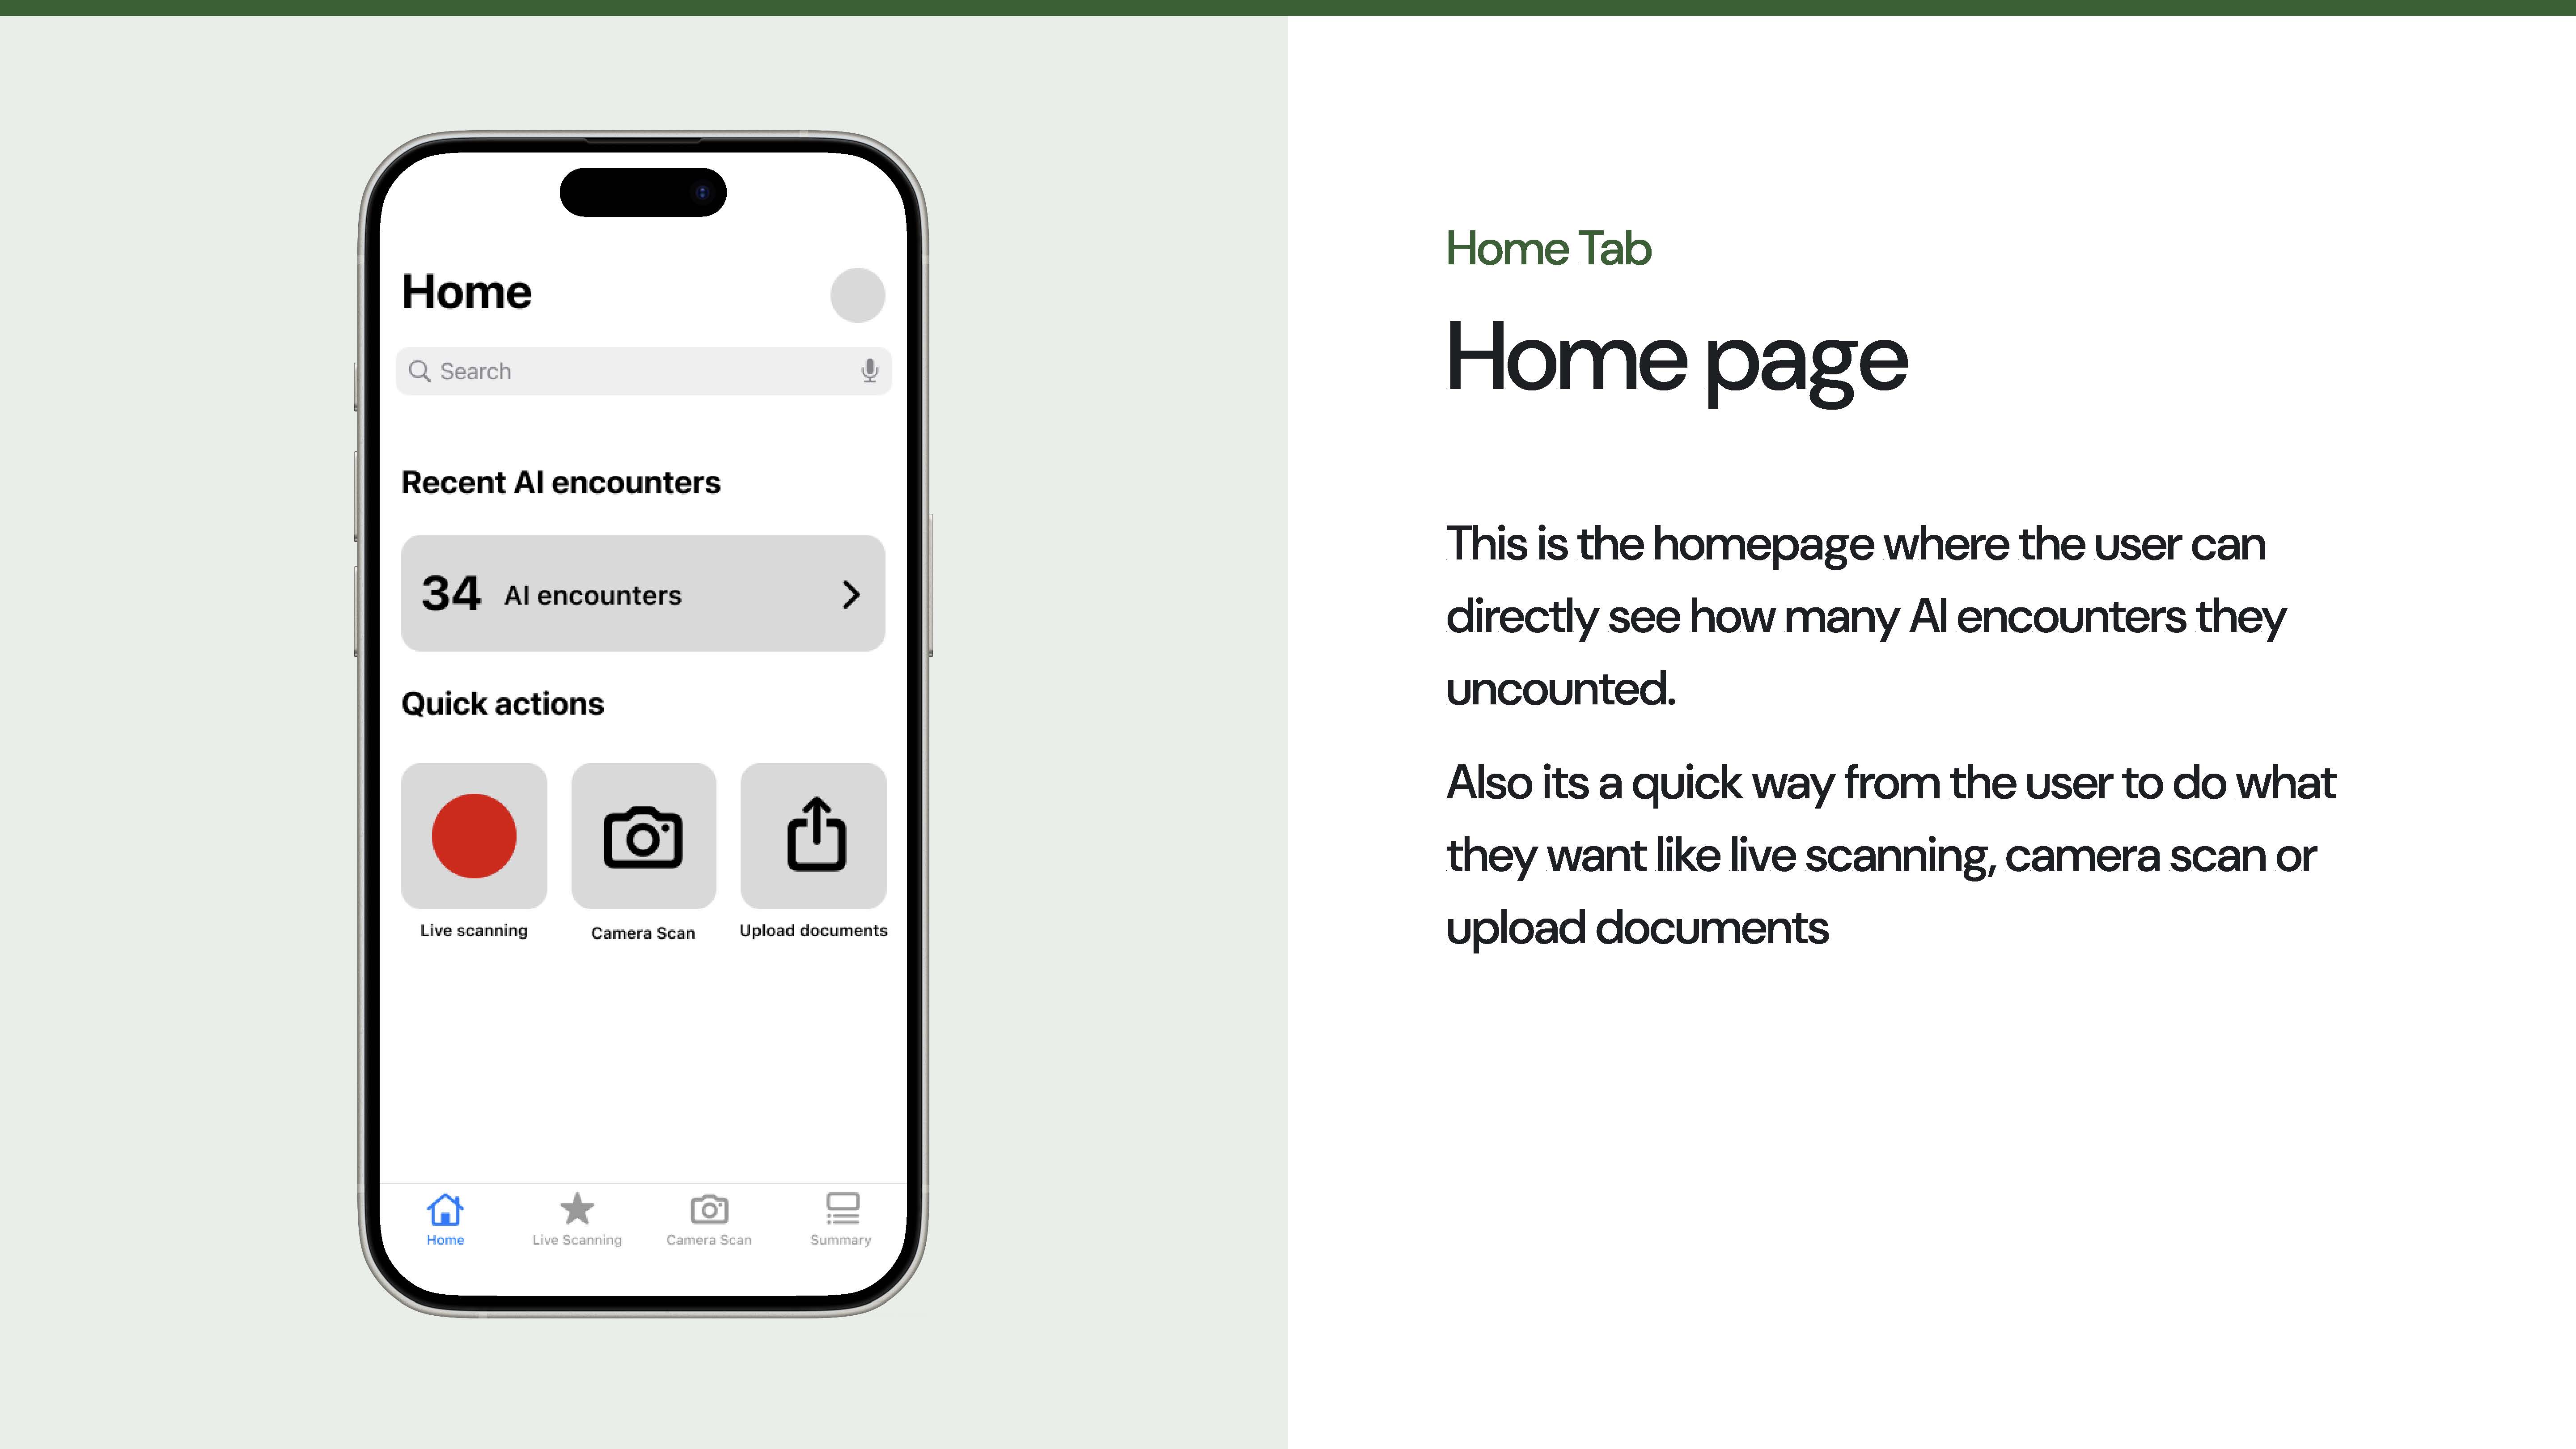 Home
Search
Recent AI encounters
34 AI encounters
Quick actions
Live scanning
Camera Scan
Upload documents
Home
Live Scanning
Camera Scan
Summary
Home Tab
Home page
This is the homepage where the user can
directly see how many AI encounters they
uncounted.
Also its a quick way from the user to do what
they want like live scanning, camera scan or
upload documents